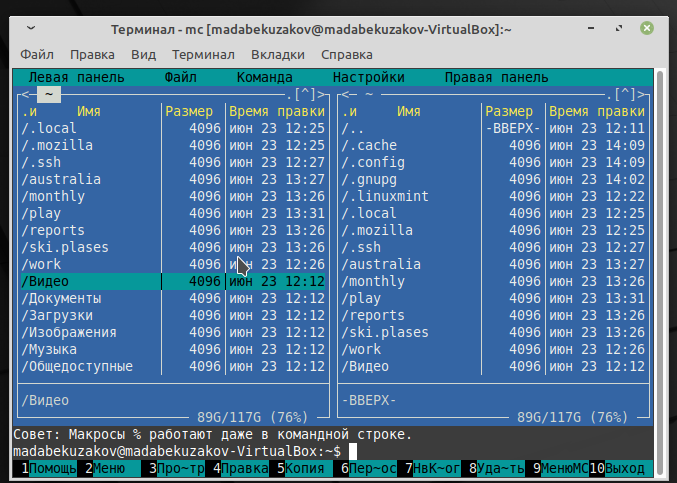 Терминал - mc [madabekuzakov@madabekuzakov-VirtualBox]:~
Файл Правка Вид Терминал Вкладки Справка
Левая панель Файл Команда Настройки Правая панель
<— ~ .[^]> <— ~ .[^]>
.и Имя Размер Время правки .и Имя Размер Время правки
/.local 4096 июн 23 12:25 /.. -ВВЕРХ- июн 23 12:11
/.mozilla 4096 июн 23 12:25 /.cache 4096 июн 23 14:09
/.ssh 4096 июн 23 12:27 /.config 4096 июн 23 14:09
/australia 4096 июн 23 13:27 /.gnupg 4096 июн 23 14:02
/monthly 4096 июн 23 13:26 /.linuxmint 4096 июн 23 12:26
/play 4096 июн 23 13:31 /.local 4096 июн 23 12:25
/reports 4096 июн 23 13:26 /.mozilla 4096 июн 23 12:25
/ski.plases 4096 июн 23 13:26 /.ssh 4096 июн 23 12:27
/work 4096 июн 23 12:26 /australia 4096 июн 23 13:27
/Видео 4096 июн 23 12:12 /monthly 4096 июн 23 13:26
/Документы 4096 июн 23 12:12 /play 4096 июн 23 13:31
/Загрузки 4096 июн 23 12:12 /reports 4096 июн 23 13:26
/Изображения 4096 июн 23 12:12 /ski.plases 4096 июн 23 13:26
/Музыка 4096 июн 23 12:12 /work 4096 июн 23 12:26
/Общедоступные 4096 июн 23 12:12 /Видео 4096 июн 23 12:12
/Видео -ВВЕРХ-
89G/117G (76%) 89G/117G (76%)
Совет: Макросы % работают даже в командной строке.
madabekuzakov@madabekuzakov-VirtualBox:~$
1Помощь 2Меню 3Про~тр 4Правка 5Копия 6Пер~ос 7НвК~ог 8Уда~ть 9МенюМС 10Выход